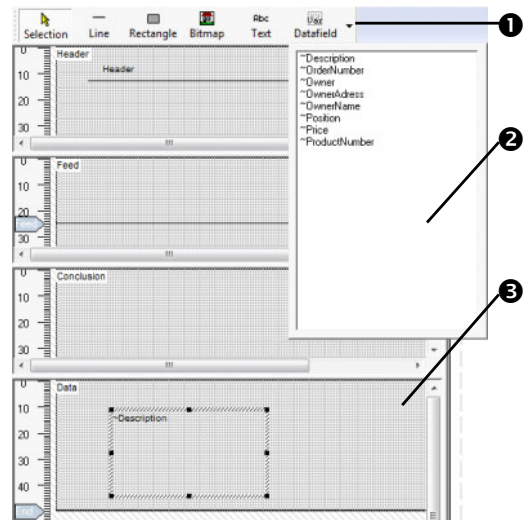 Selection Line Rectangle Bitmap Text Datafield
Abc
1
0 Header
Header
10
20
30
~Description
~OrderNumber
~Owner
~OwnerAdress
~OwnerName
~Position
~Price
~ProductNumber
2
0 Feed
10
20
30
3
0 Conclusion
10
20
30
0 Data
10
~Description
20
30
40
End